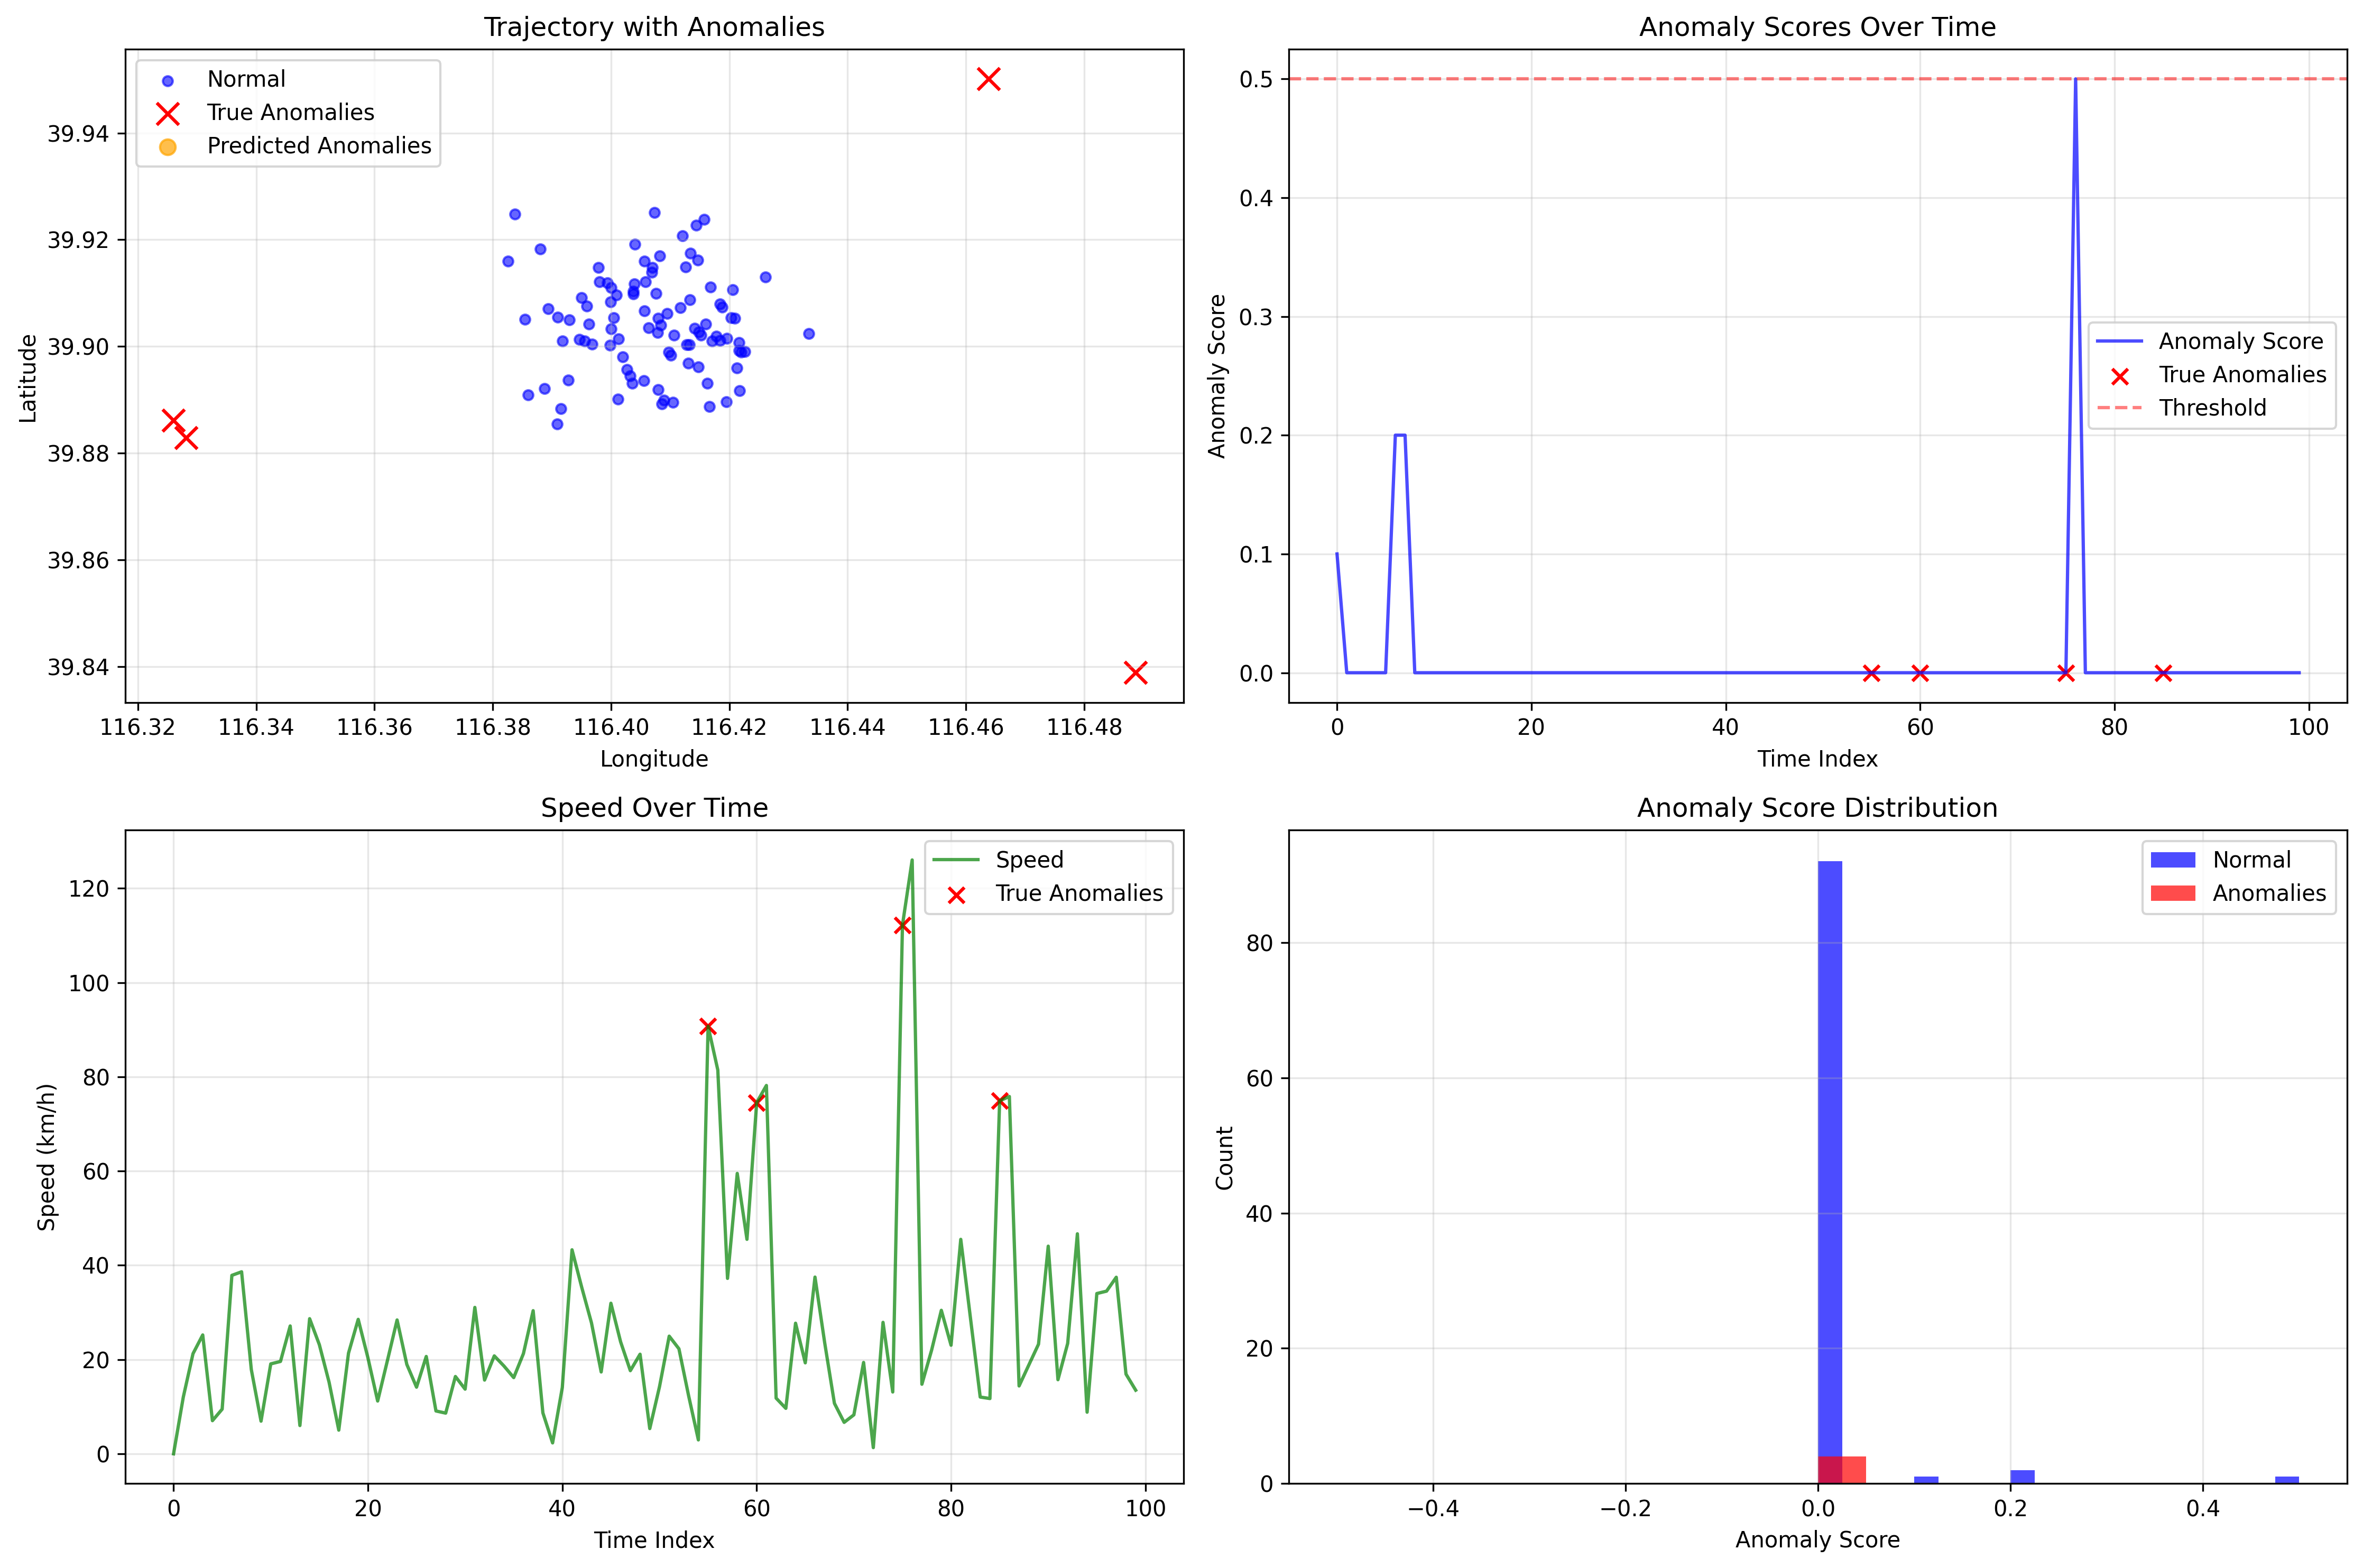 Trajectory with Anomalies
Normal
True Anomalies
Predicted Anomalies
39.94
39.92
39.90
39.88
39.86
39.84
Latitude
116.32 116.34 116.36 116.38 116.40 116.42 116.44 116.46 116.48
Longitude
Anomaly Scores Over Time
0.5
0.4
0.3
0.2
0.1
0.0
Anomaly Score
Anomaly Score
True Anomalies
Threshold
0 20 40 60 80 100
Time Index
Speed Over Time
Speed
True Anomalies
120
100
80
60
40
20
0
Speed (km/h)
0 20 40 60 80 100
Time Index
Anomaly Score Distribution
Normal
Anomalies
80
60
40
20
0
Count
−0.4 −0.2 0.0 0.2 0.4
Anomaly Score